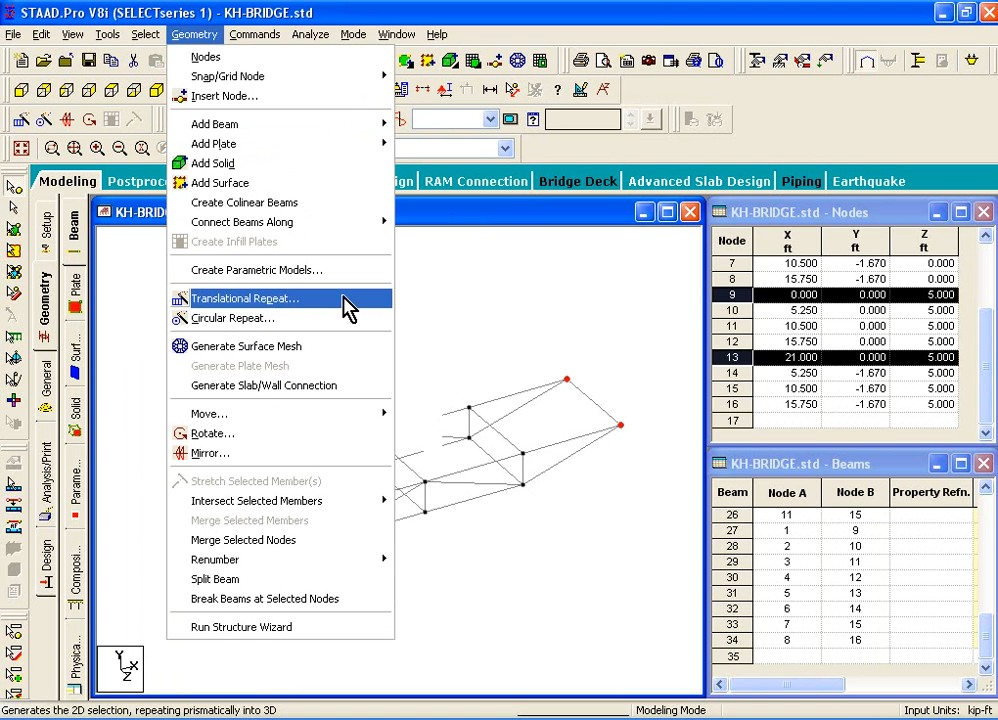 STAAD.Pro V8i (SELECTseries 1) - KH-BRIDGE.std
File Edit View Tools Select Geometry Commands Analyze Mode Window Help
Nodes
Snap/Grid Node
Insert Node...
Add Beam
Add Plate
Add Solid
Add Surface
Create Colinear Beams
Connect Beams Along
Create Infill Plates
Create Parametric Models...
Translational Repeat...
Circular Repeat...
Generate Surface Mesh
Generate Plate Mesh
Generate Slab/Wall Connection
Move...
Rotate...
Mirror...
Stretch Selected Member(s)
Intersect Selected Members
Merge Selected Members
Merge Selected Nodes
Renumber
Split Beam
Break Beams at Selected Nodes
Run Structure Wizard
Modeling Postproce ign RAM Connection Bridge Deck Advanced Slab Design Piping Earthquake
Setup
Geometry
General
Analysis/Print
Design
Beam
Plate
Surf...
Solid
Parame...
Composi...
Physica...
KH-BRID
Y
X
Z
KH-BRIDGE.std - Nodes
Node X ft Y ft Z ft
7 10.500 -1.670 0.000
8 15.750 -1.670 0.000
9 0.000 0.000 5.000
10 5.250 0.000 5.000
11 10.500 0.000 5.000
12 15.750 0.000 5.000
13 21.000 0.000 5.000
14 5.250 -1.670 5.000
15 10.500 -1.670 5.000
16 15.750 -1.670 5.000
17
KH-BRIDGE.std - Beams
Beam Node A Node B Property Refn.
26 11 15
27 1 9
28 2 10
29 3 11
30 4 12
31 5 13
32 6 14
33 7 15
34 8 16
35
Generates the 2D selection, repeating prismatically into 3D Modeling Mode Input Units: kip-ft